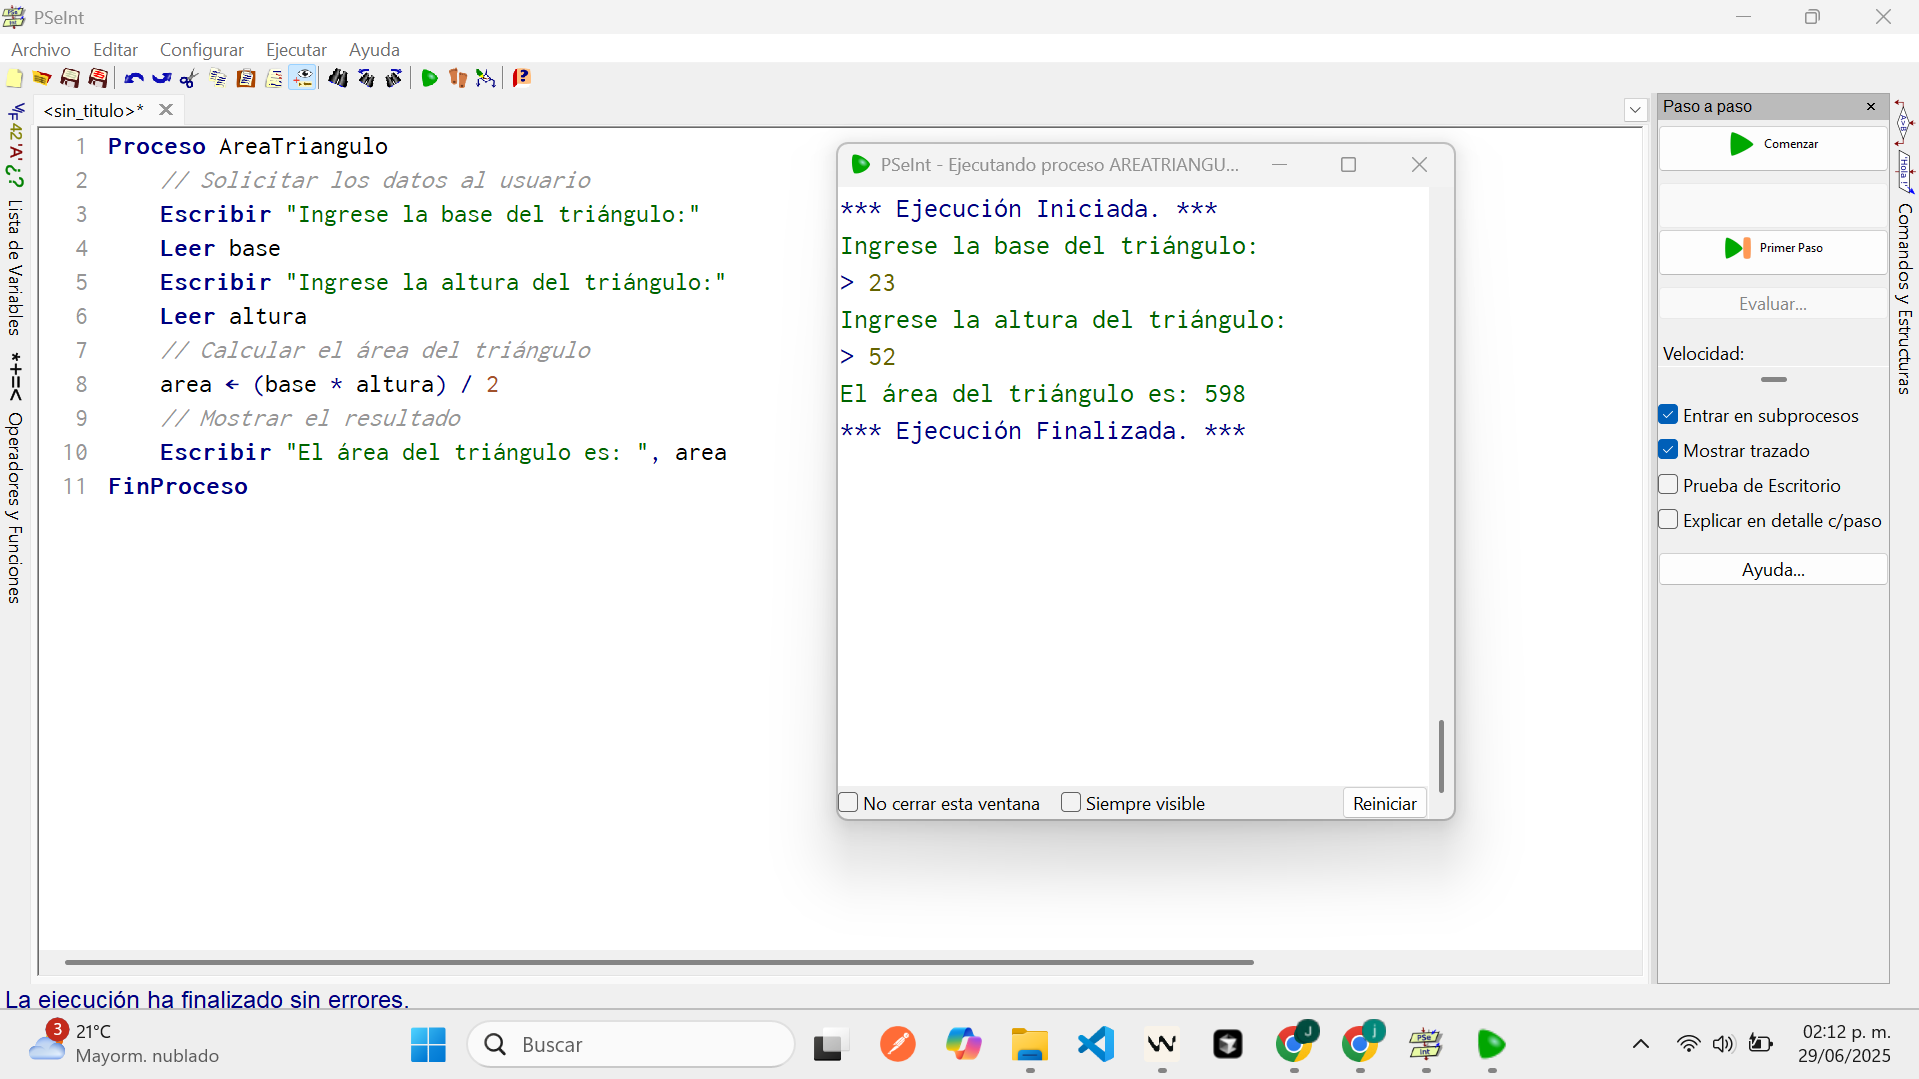 PSeInt
Archivo Editar Configurar Ejecutar Ayuda
<sin_titulo>*
Lista de Variables
*+=<
Operadores y Funciones
1 Proceso AreaTriangulo
2 // Solicitar los datos al usuario
3 Escribir "Ingrese la base del triángulo:"
4 Leer base
5 Escribir "Ingrese la altura del triángulo:"
6 Leer altura
7 // Calcular el área del triángulo
8 area ← (base * altura) / 2
9 // Mostrar el resultado
10 Escribir "El área del triángulo es: ", area
11 FinProceso
PSeInt - Ejecutando proceso AREATRIANGU...
*** Ejecución Iniciada. ***
Ingrese la base del triángulo:
> 23
Ingrese la altura del triángulo:
> 52
El área del triángulo es: 598
*** Ejecución Finalizada. ***
No cerrar esta ventana Siempre visible Reiniciar
Paso a paso
Comenzar
Primer Paso
Evaluar...
Velocidad:
Entrar en subprocesos
Mostrar trazado
Prueba de Escritorio
Explicar en detalle c/paso
Ayuda...
Comandos y Estructuras
La ejecución ha finalizado sin errores.
3
21°C
Mayorm. nublado
Buscar
02:12 p. m.
29/06/2025